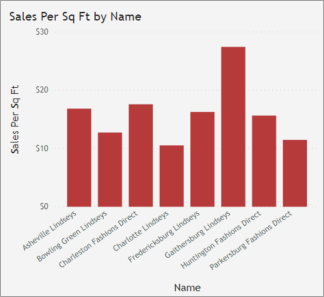 Sales Per Sq Ft by Name
$30
$20
$10
$0
Sales Per Sq Ft
Asheville Lindseys
Bowling Green Lindseys
Charleston Fashions Direct
Charlotte Lindseys
Fredericksburg Lindseys
Gaithersburg Lindseys
Huntington Fashions Direct
Parkersburg Fashions Direct
Name